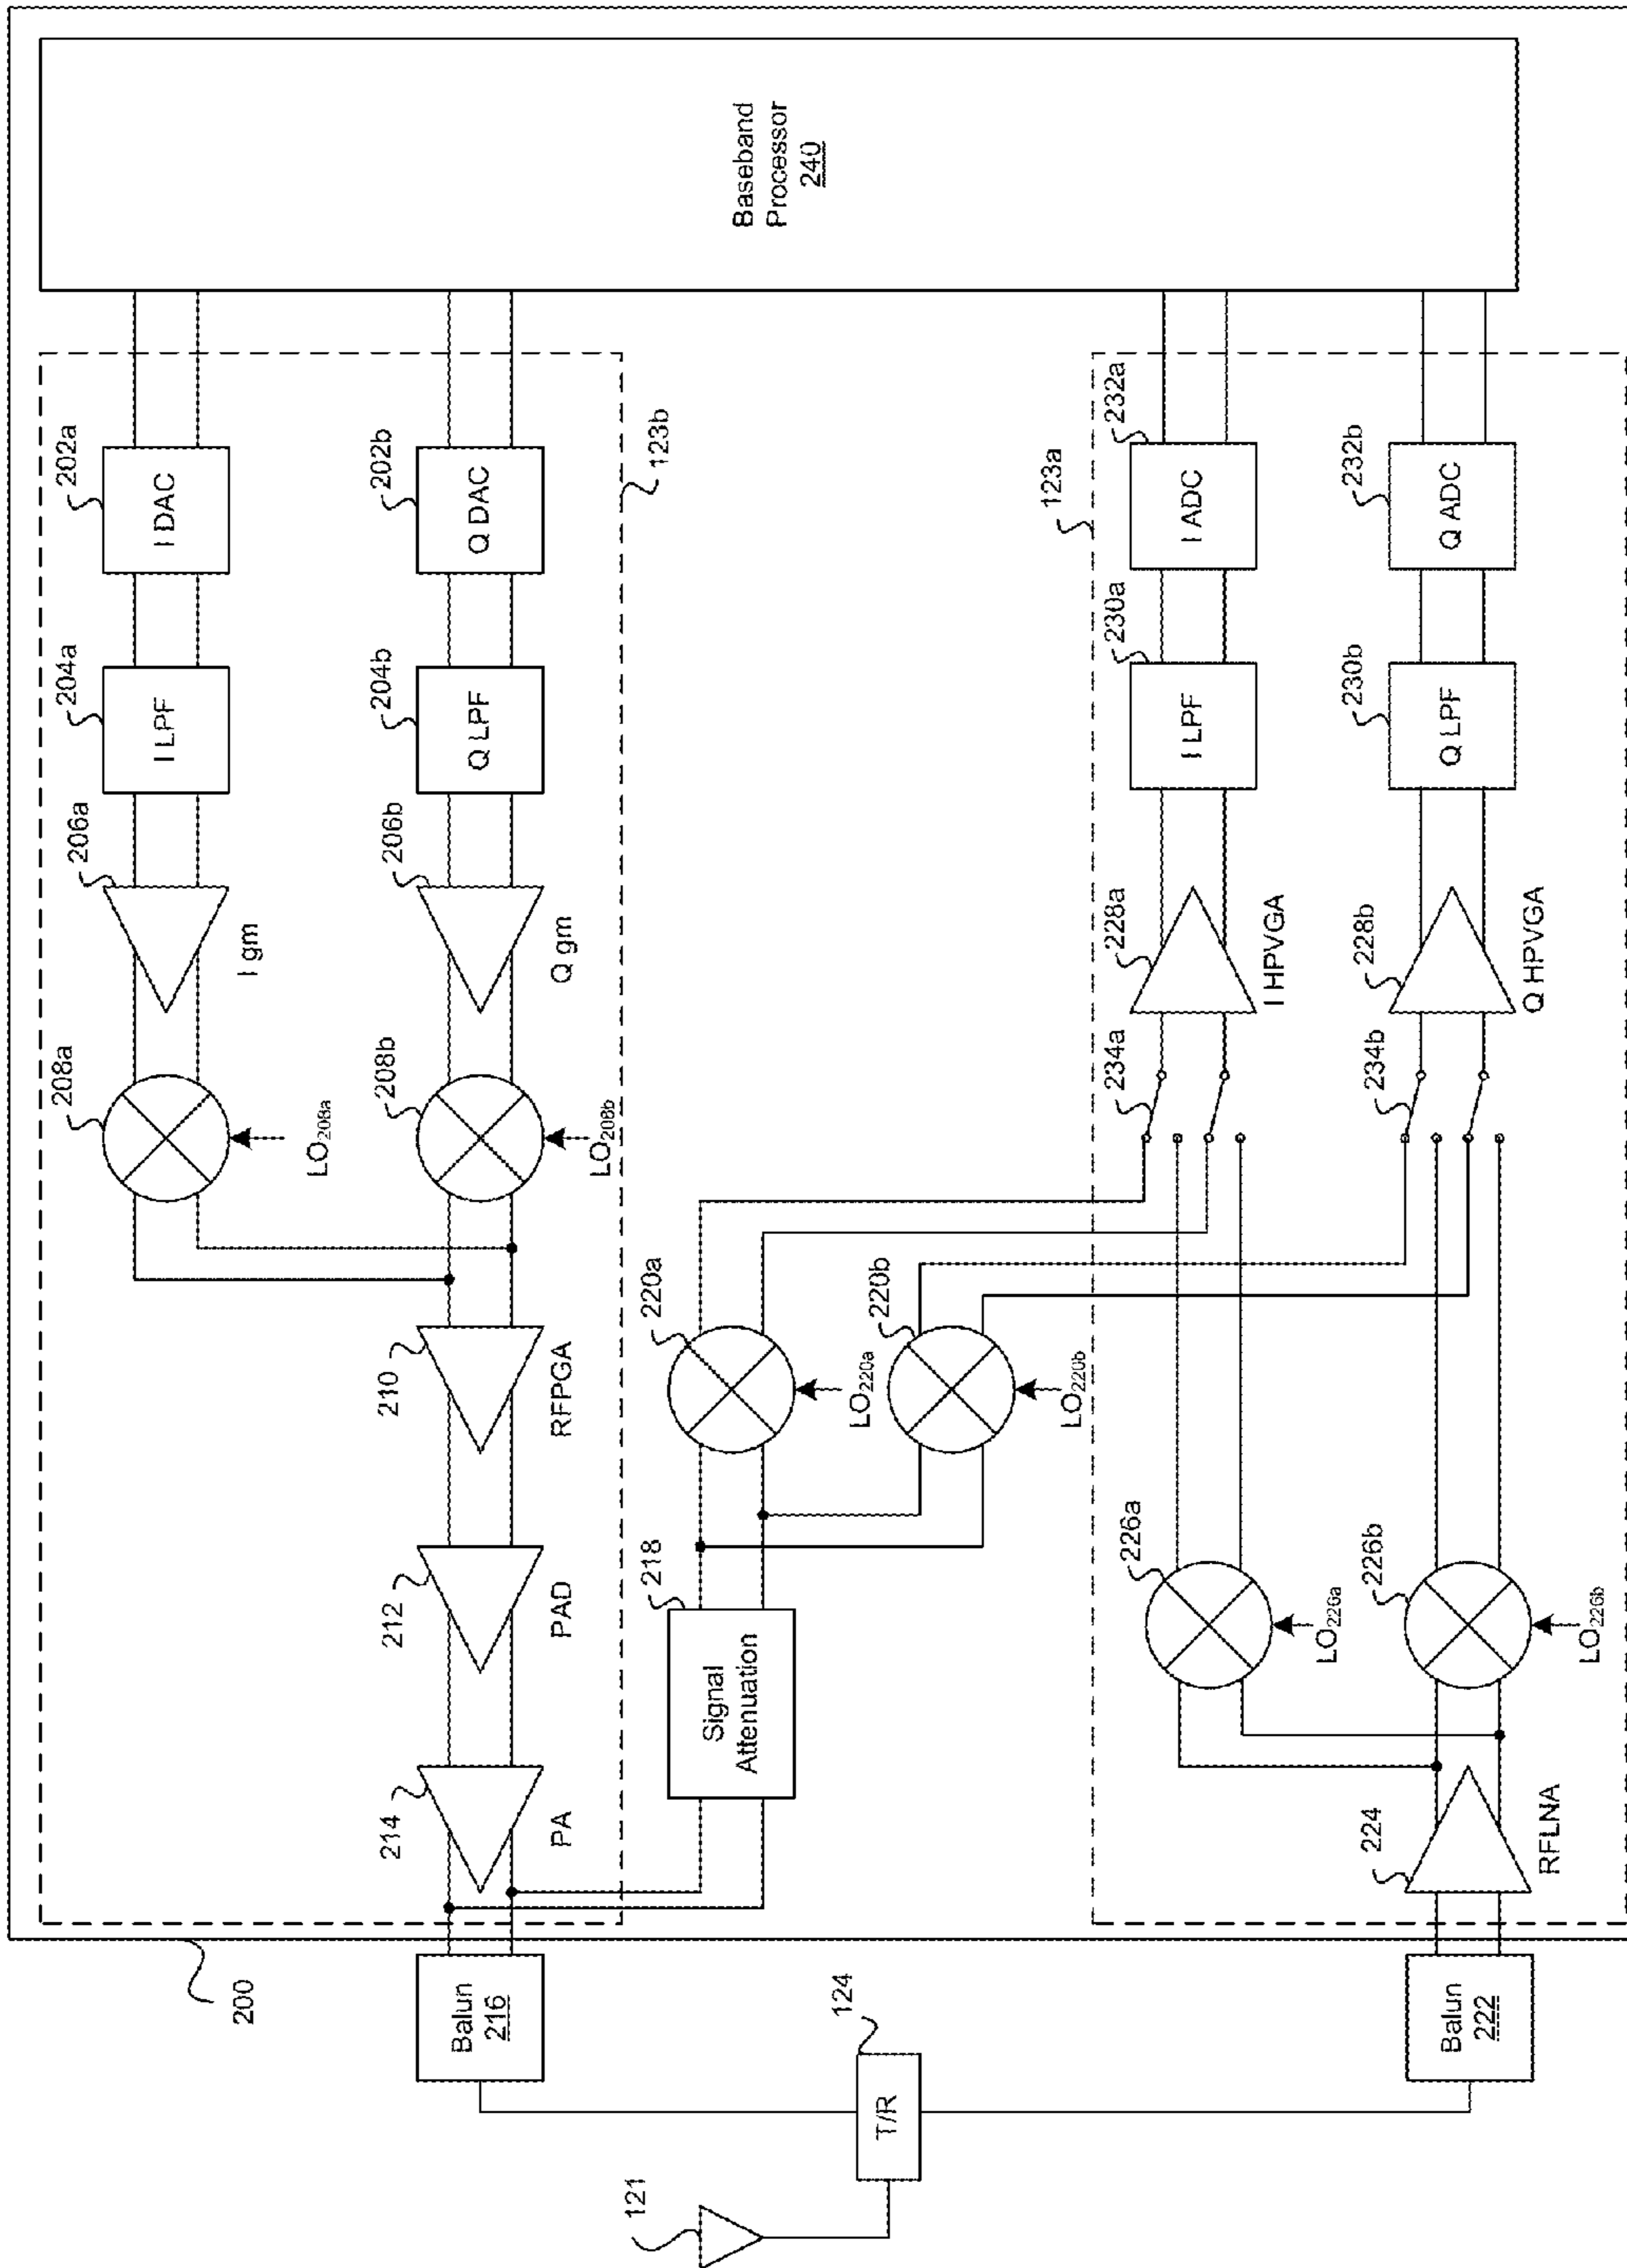 Baseband
Processor
240
202a
I DAC
202b
Q DAC
123b
204a
I LPF
204b
Q LPF
206a
I gm
206b
Q gm
208a
LO208a
208b
LO208b
210
RFPGA
212
PAD
214
PA
218
Signal
Attenuation
220a
LO220a
220b
LO220b
123a
232a
I ADC
232b
Q ADC
230a
I LPF
230b
Q LPF
228a
I HPVGA
228b
Q HPVGA
234a
234b
226a
LO226a
226b
LO226b
224
RFLNA
200
Balun
216
Balun
222
124
T/R
121